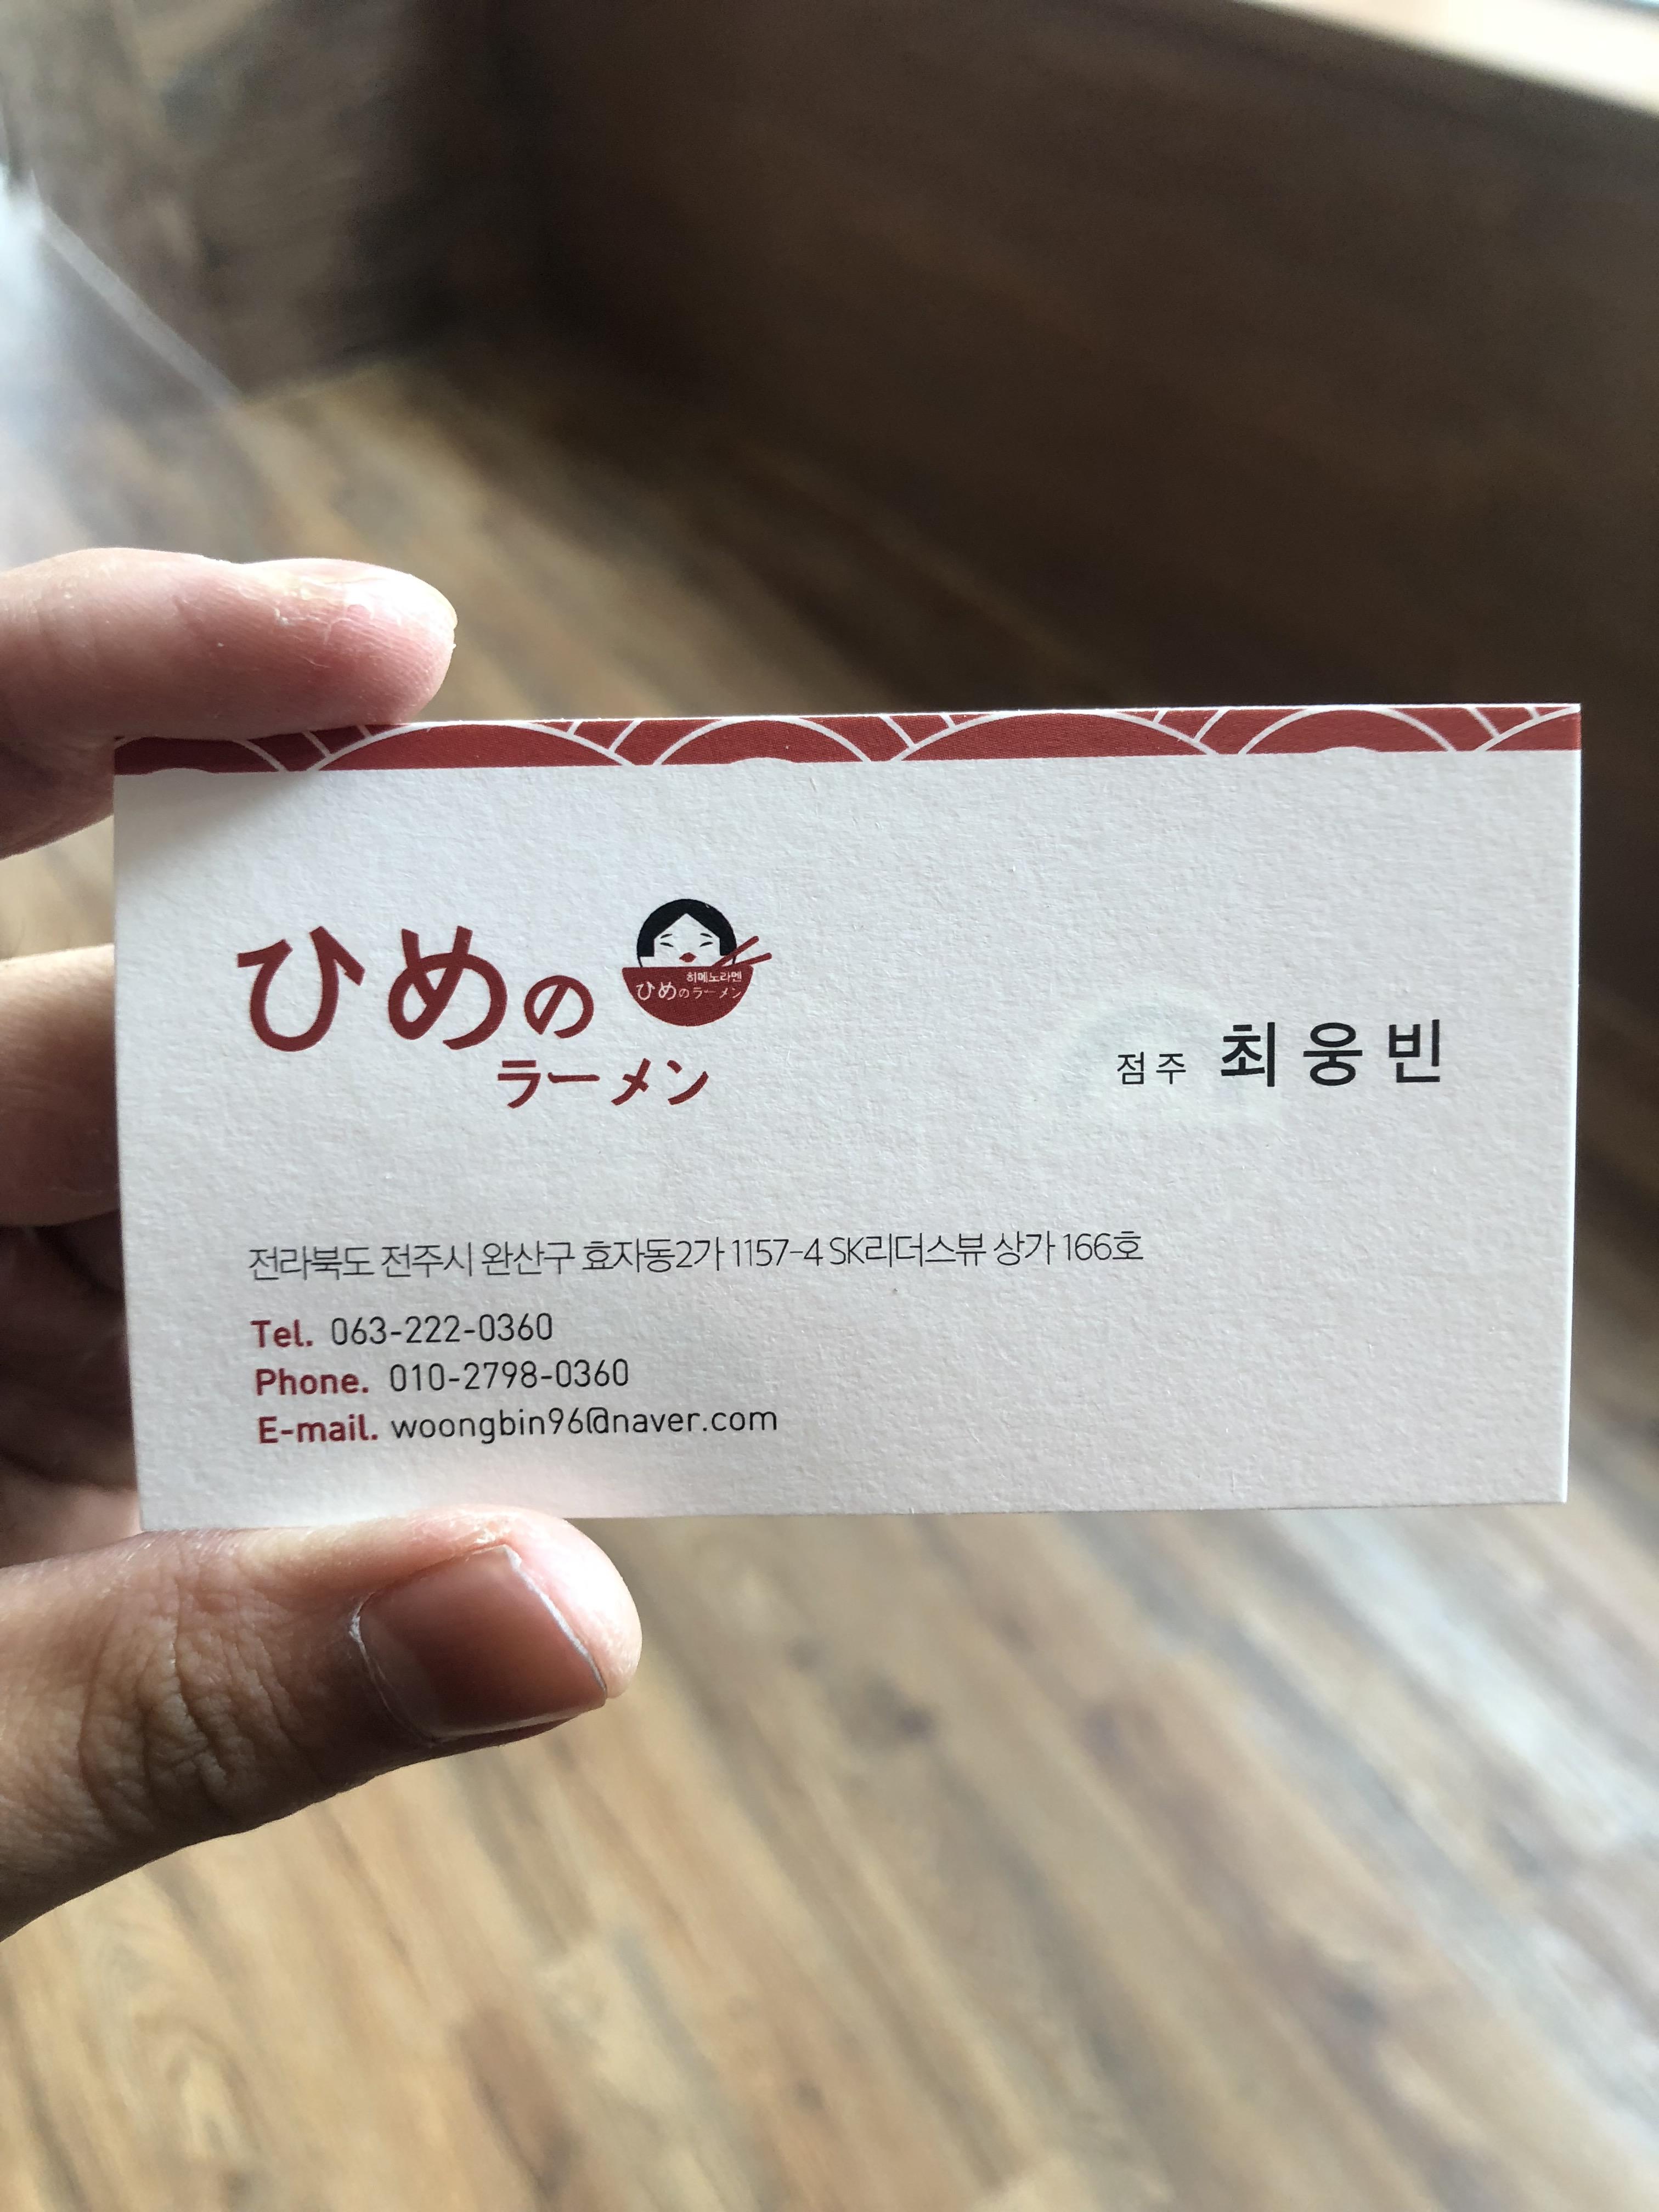 ひめの
히메노라멘
ひめのラーメン
ラーメン
점주 최웅빈
전라북도 전주시 완산구 효자동2가 1157-4 SK리더스뷰 상가 166호
Tel. 063-222-0360
Phone. 010-2798-0360
E-mail. woongbin96@naver.com